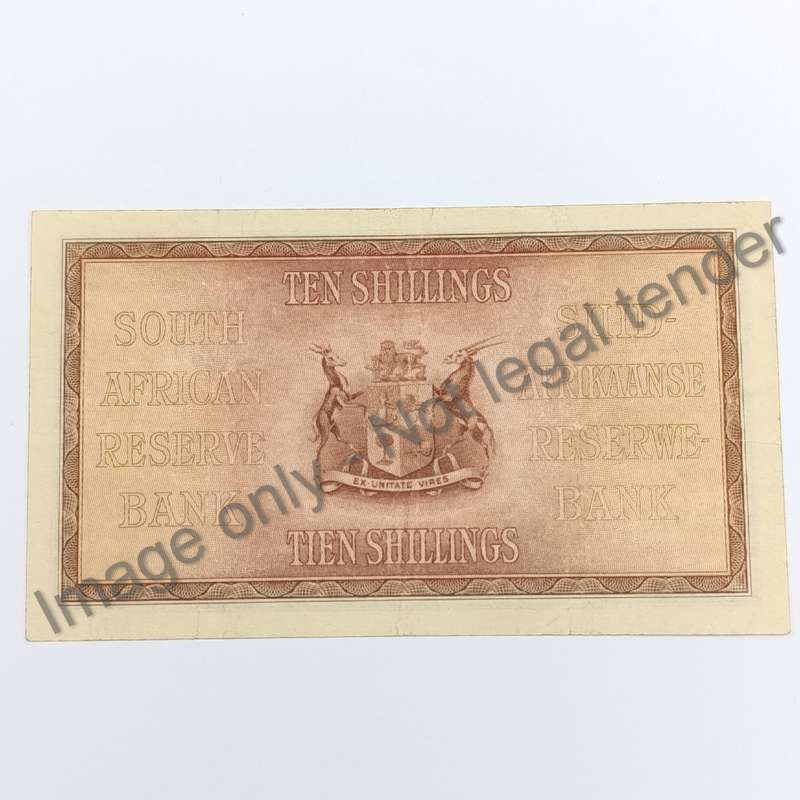 TEN SHILLINGS
SOUTH
AFRICAN
RESERVE
BANK
SUID-
AFRIKAANSE
RESERWE-
BANK
EX·UNITATE·VIRES
TIEN SHILLINGS
Image only - Not legal tender